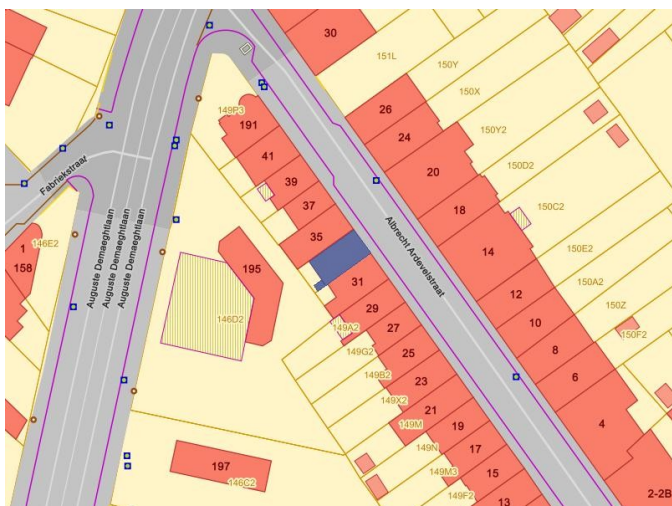 30
151L
150Y
150X
26
24
150Y2
150D2
20
150C2
18
150E2
14
150A2
12
150Z
10
150F2
8
6
4
2-2B
149P3
191
41
39
37
35
31
29
149A2
27
149G2
25
149B2
23
149X2
21
149M
19
149N
17
149M3
15
149F2
13
Albrecht Ardevelstraat
Fabriekstraat
Auguste Demaeghtlaan
Auguste Demaeghtlaan
Auguste Demaeghtlaan
146E2
1
158
195
146D2
197
146C2